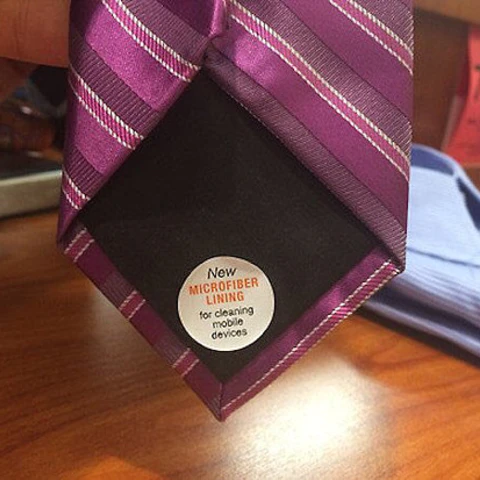 New
MICROFIBER
LINING
for cleaning
mobile
devices